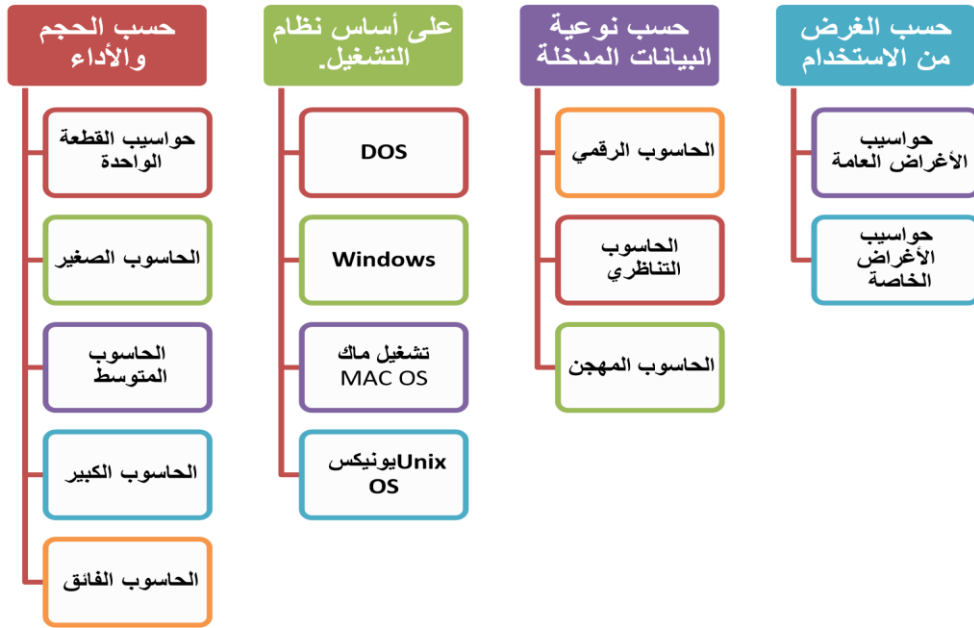 حسب الغرض
من الاستخدام
حواسيب
الأغراض العامة
حواسيب
الأغراض
الخاصة
حسب نوعية
البيانات المدخلة
الحاسوب الرقمي
الحاسوب
التناظري
الحاسوب المهجن
على أساس نظام
التشغيل.
DOS
Windows
تشغيل ماك
MAC OS
يونيكسUnix
OS
حسب الحجم
والأداء
حواسيب القطعة
الواحدة
الحاسوب الصغير
الحاسوب
المتوسط
الحاسوب الكبير
الحاسوب الفائق